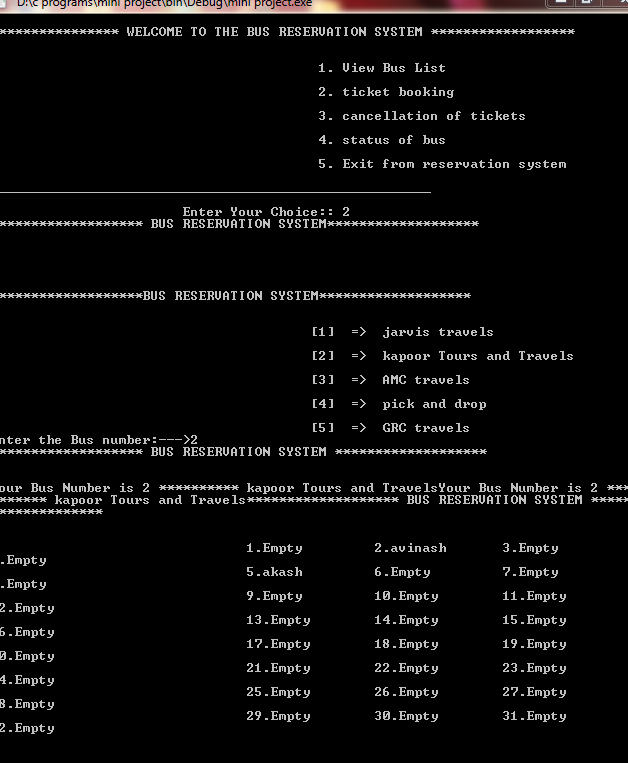 D:\c programs\mini project\bin\Debug\mini project.exe
*************** WELCOME TO THE BUS RESERVATION SYSTEM ******************
1. View Bus List
2. ticket booking
3. cancellation of tickets
4. status of bus
5. Exit from reservation system
Enter Your Choice:: 2
****************** BUS RESERVATION SYSTEM*******************
******************BUS RESERVATION SYSTEM*******************
[1] => jarvis travels
[2] => kapoor Tours and Travels
[3] => AMC travels
[4] => pick and drop
[5] => GRC travels
nter the Bus number:--->2
****************** BUS RESERVATION SYSTEM *******************
our Bus Number is 2 ********** kapoor Tours and TravelsYour Bus Number is 2 ***
****** kapoor Tours and Travels******************* BUS RESERVATION SYSTEM *****
*************
1.Empty 2.avinash 3.Empty
.Empty
5.akash 6.Empty 7.Empty
.Empty
9.Empty 10.Empty 11.Empty
2.Empty
13.Empty 14.Empty 15.Empty
6.Empty
17.Empty 18.Empty 19.Empty
0.Empty
21.Empty 22.Empty 23.Empty
4.Empty
25.Empty 26.Empty 27.Empty
8.Empty
29.Empty 30.Empty 31.Empty
2.Empty